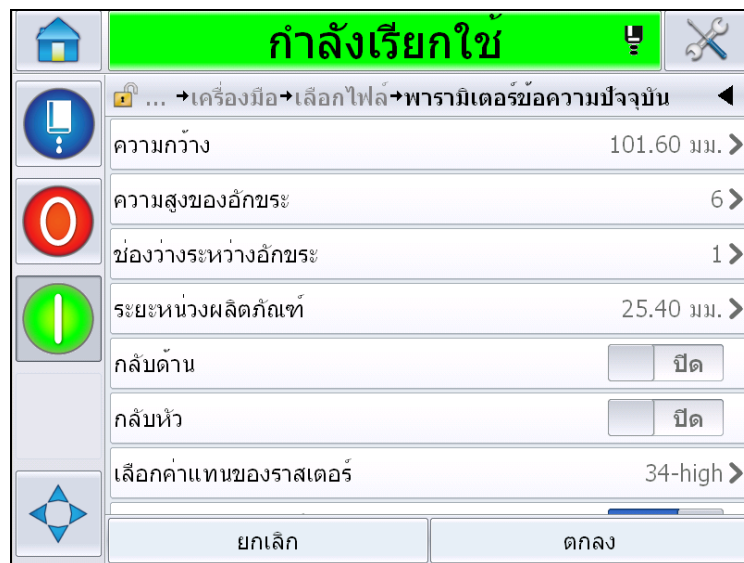 กำลังเรียกใช้
... →เครื่องมือ→เลือกไฟล์→พารามิเตอร์ข้อความปัจจุบัน
ความกว้าง 101.60 มม.
ความสูงของอักขระ 6
ช่องว่างระหว่างอักขระ 1
ระยะหน่วงผลิตภัณฑ์ 25.40 มม.
กลับด้าน ปิด
กลับหัว ปิด
เลือกค่าแทนของราสเตอร์ 34-high
ยกเลิก ตกลง